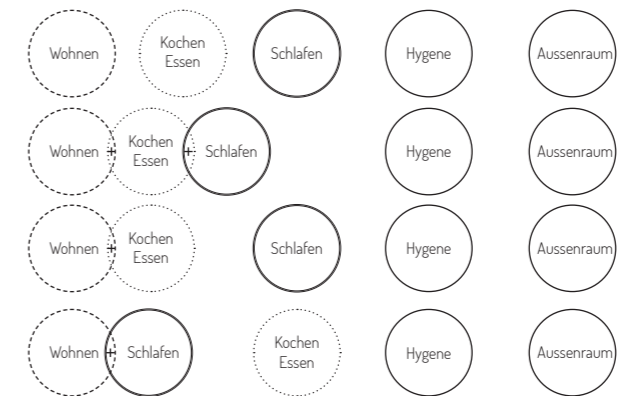 Wohnen
Kochen
Essen
Schlafen
Hygene
Aussenraum
Wohnen
+
Kochen
Essen
+
Schlafen
Hygene
Aussenraum
Wohnen
+
Kochen
Essen
Schlafen
Hygene
Aussenraum
Wohnen
+
Schlafen
Kochen
Essen
Hygene
Aussenraum